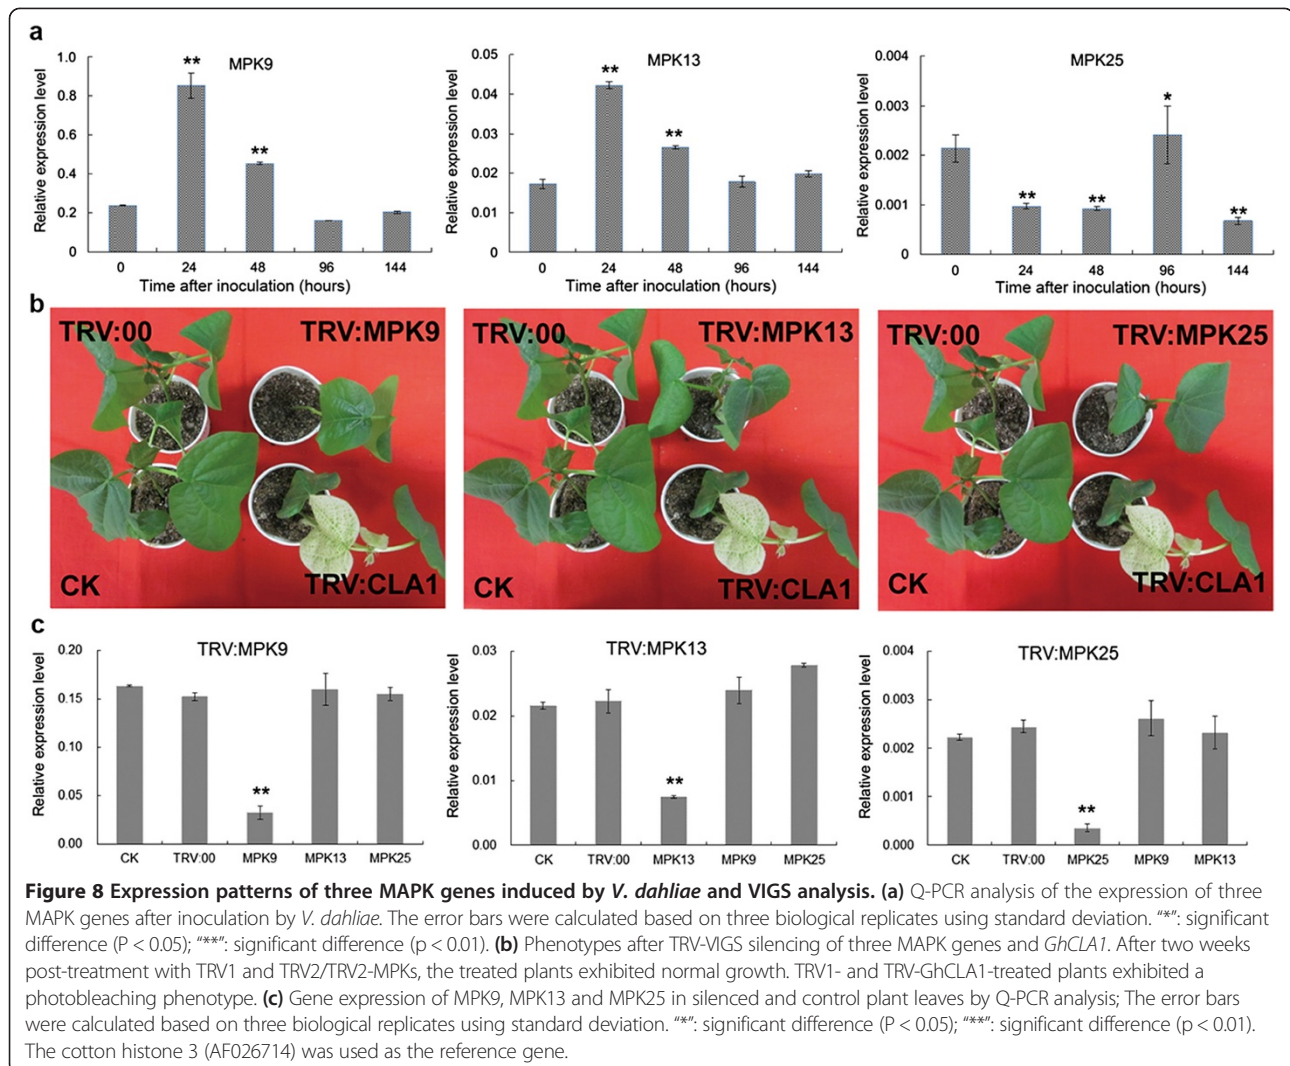 a
MPK9
MPK13
MPK25
Relative expression level
1.0
0.8
0.6
0.4
0.2
0
**
**
0 24 48 96 144
Time after inoculation (hours)
Relative expression level
0.05
0.04
0.03
0.02
0.01
0
**
**
0 24 48 96 144
Time after inoculation (hours)
Relative expression level
0.004
0.003
0.002
0.001
0
**
**
*
**
0 24 48 96 144
Time after inoculation (hours)
b
TRV:00 TRV:MPK9
CK TRV:CLA1
TRV:00 TRV:MPK13
CK TRV:CLA1
TRV:00 TRV:MPK25
CK TRV:CLA1
c
TRV:MPK9
Relative expression level
0.20
0.15
0.10
0.05
0.00
**
CK TRV:00 MPK9 MPK13 MPK25
TRV:MPK13
Relative expression level
0.03
0.02
0.01
0.00
**
CK TRV:00 MPK13 MPK9 MPK25
TRV:MPK25
Relative expression level
0.004
0.003
0.002
0.001
0.000
**
CK TRV:00 MPK25 MPK9 MPK13
Figure 8 Expression patterns of three MAPK genes induced by V. dahliae and VIGS analysis. (a) Q-PCR analysis of the expression of three
MAPK genes after inoculation by V. dahliae. The error bars were calculated based on three biological replicates using standard deviation. “*”: significant
difference (P < 0.05); “**”: significant difference (p < 0.01). (b) Phenotypes after TRV-VIGS silencing of three MAPK genes and GhCLA1. After two weeks
post-treatment with TRV1 and TRV2/TRV2-MPKs, the treated plants exhibited normal growth. TRV1- and TRV-GhCLA1-treated plants exhibited a
photobleaching phenotype. (c) Gene expression of MPK9, MPK13 and MPK25 in silenced and control plant leaves by Q-PCR analysis; The error bars
were calculated based on three biological replicates using standard deviation. “*”: significant difference (P < 0.05); “**”: significant difference (p < 0.01).
The cotton histone 3 (AF026714) was used as the reference gene.